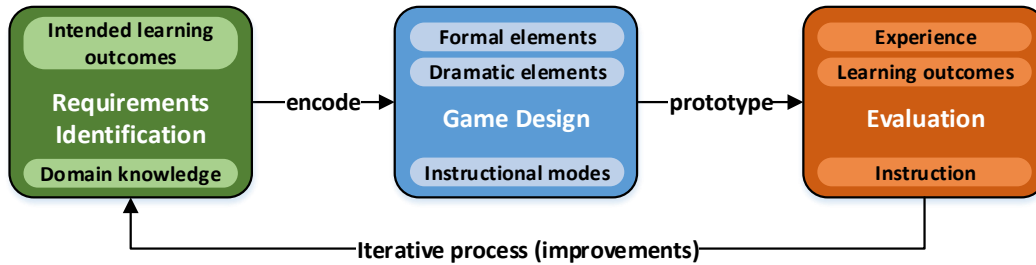 Intended learning
outcomes
Requirements
Identification
Domain knowledge
encode
Formal elements
Dramatic elements
Game Design
Instructional modes
prototype
Experience
Learning outcomes
Evaluation
Instruction
Iterative process (improvements)